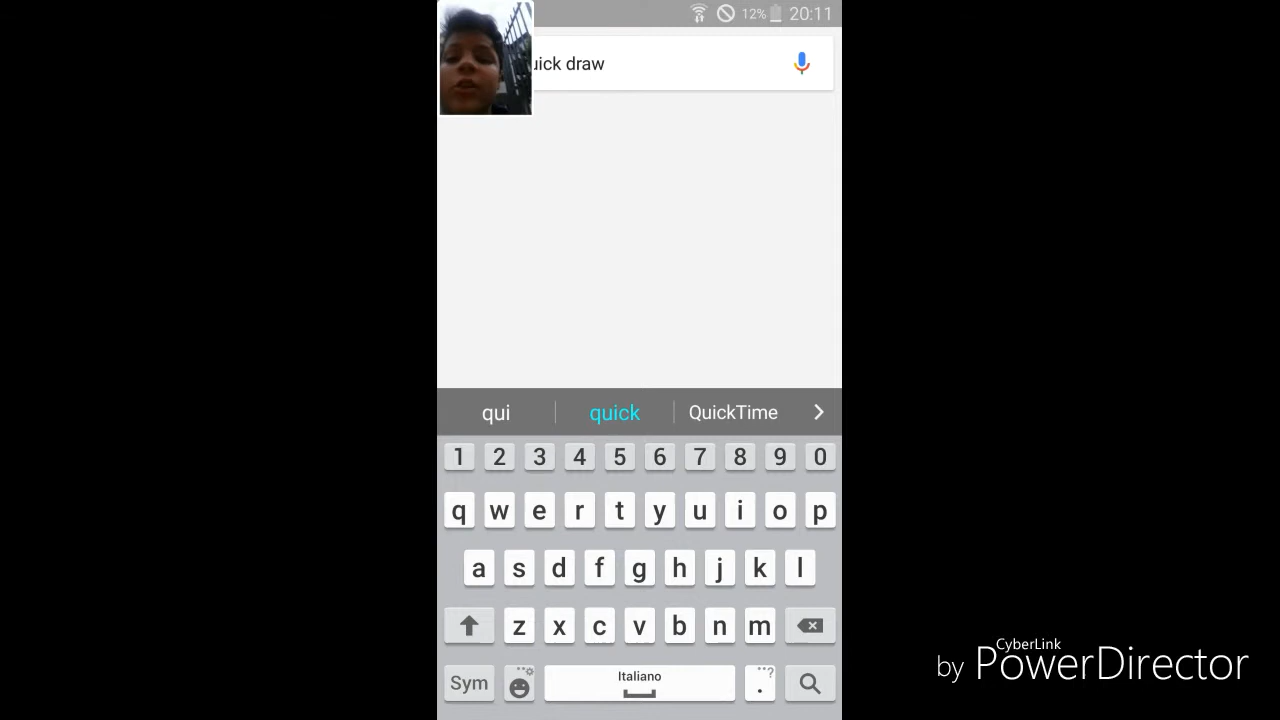 12% 20:11
uick draw
qui quick QuickTime
1 2 3 4 5 6 7 8 9 0
q w e r t y u i o p
a s d f g h j k l
z x c v b n m
Sym Italiano . ?
CyberLink
by PowerDirector